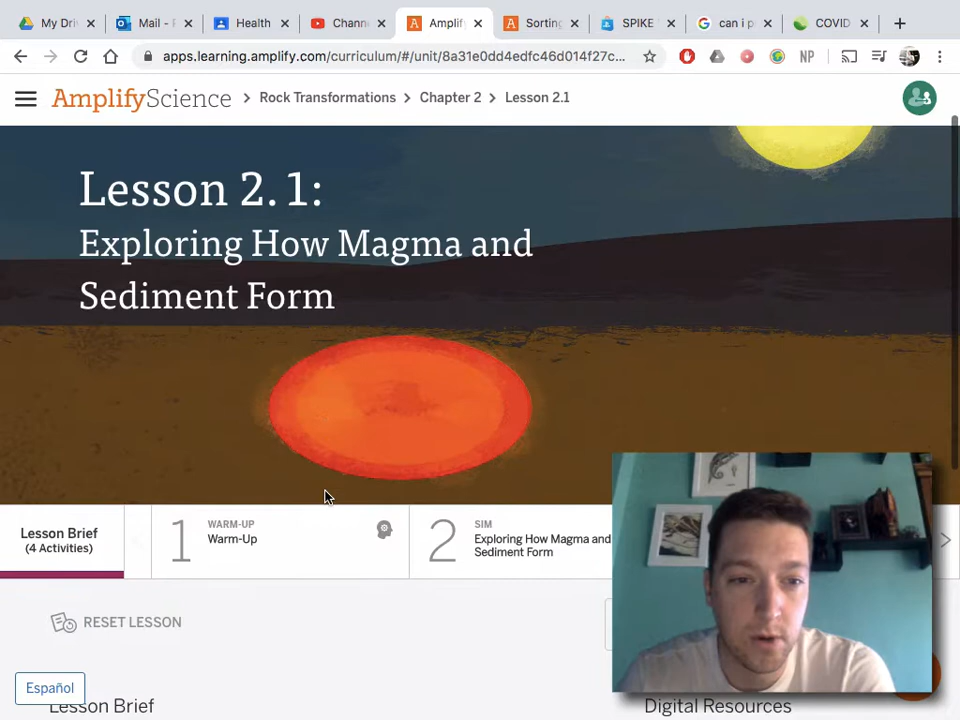 My Driv
Mail - F
Health
Chann
Amplify
Sorting
SPIKE
can i p
COVID
apps.learning.amplify.com/curriculum/#/unit/8a31e0dd4edfc46d014f27c...
NP
AmplifyScience > Rock Transformations > Chapter 2 > Lesson 2.1
Lesson 2.1:
Exploring How Magma and
Sediment Form
Lesson Brief
(4 Activities)
1
WARM-UP
Warm-Up
2
SIM
Exploring How Magma and
Sediment Form
RESET LESSON
Español
Lesson Brief
Digital Resources